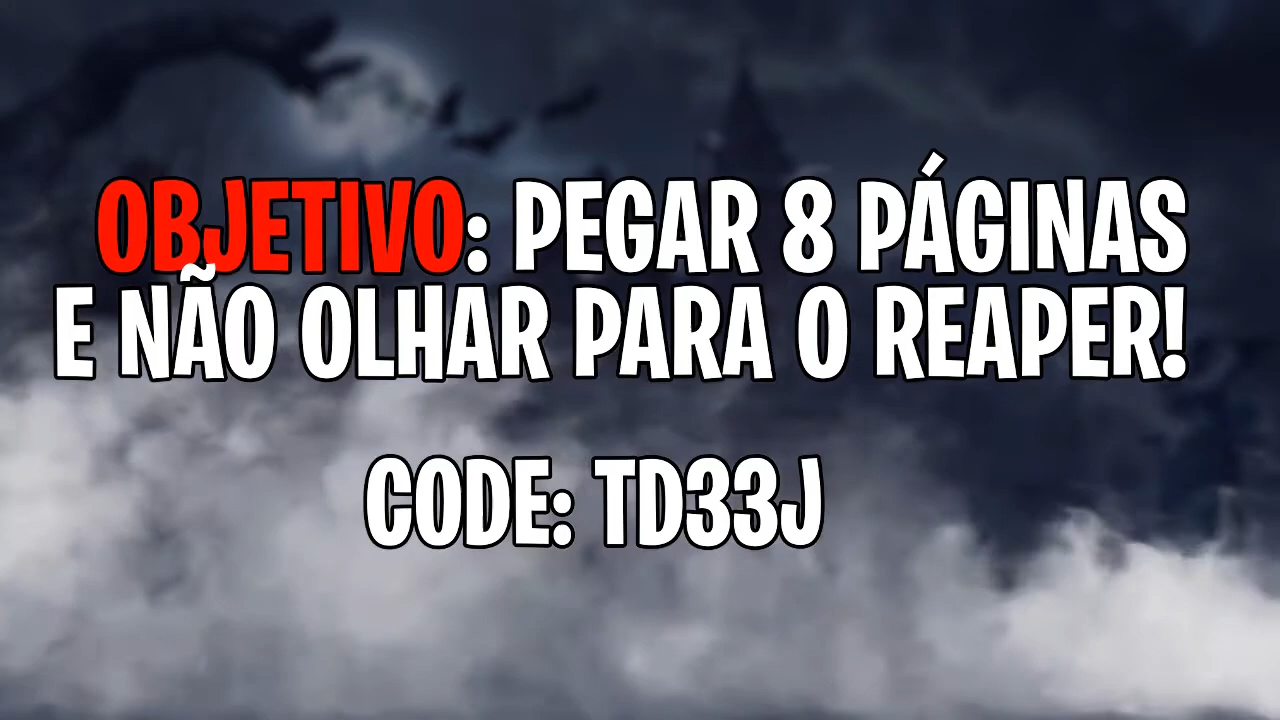 OBJETIVO: PEGAR 8 PÁGINAS
E NÃO OLHAR PARA O REAPER!
CODE: TD33J